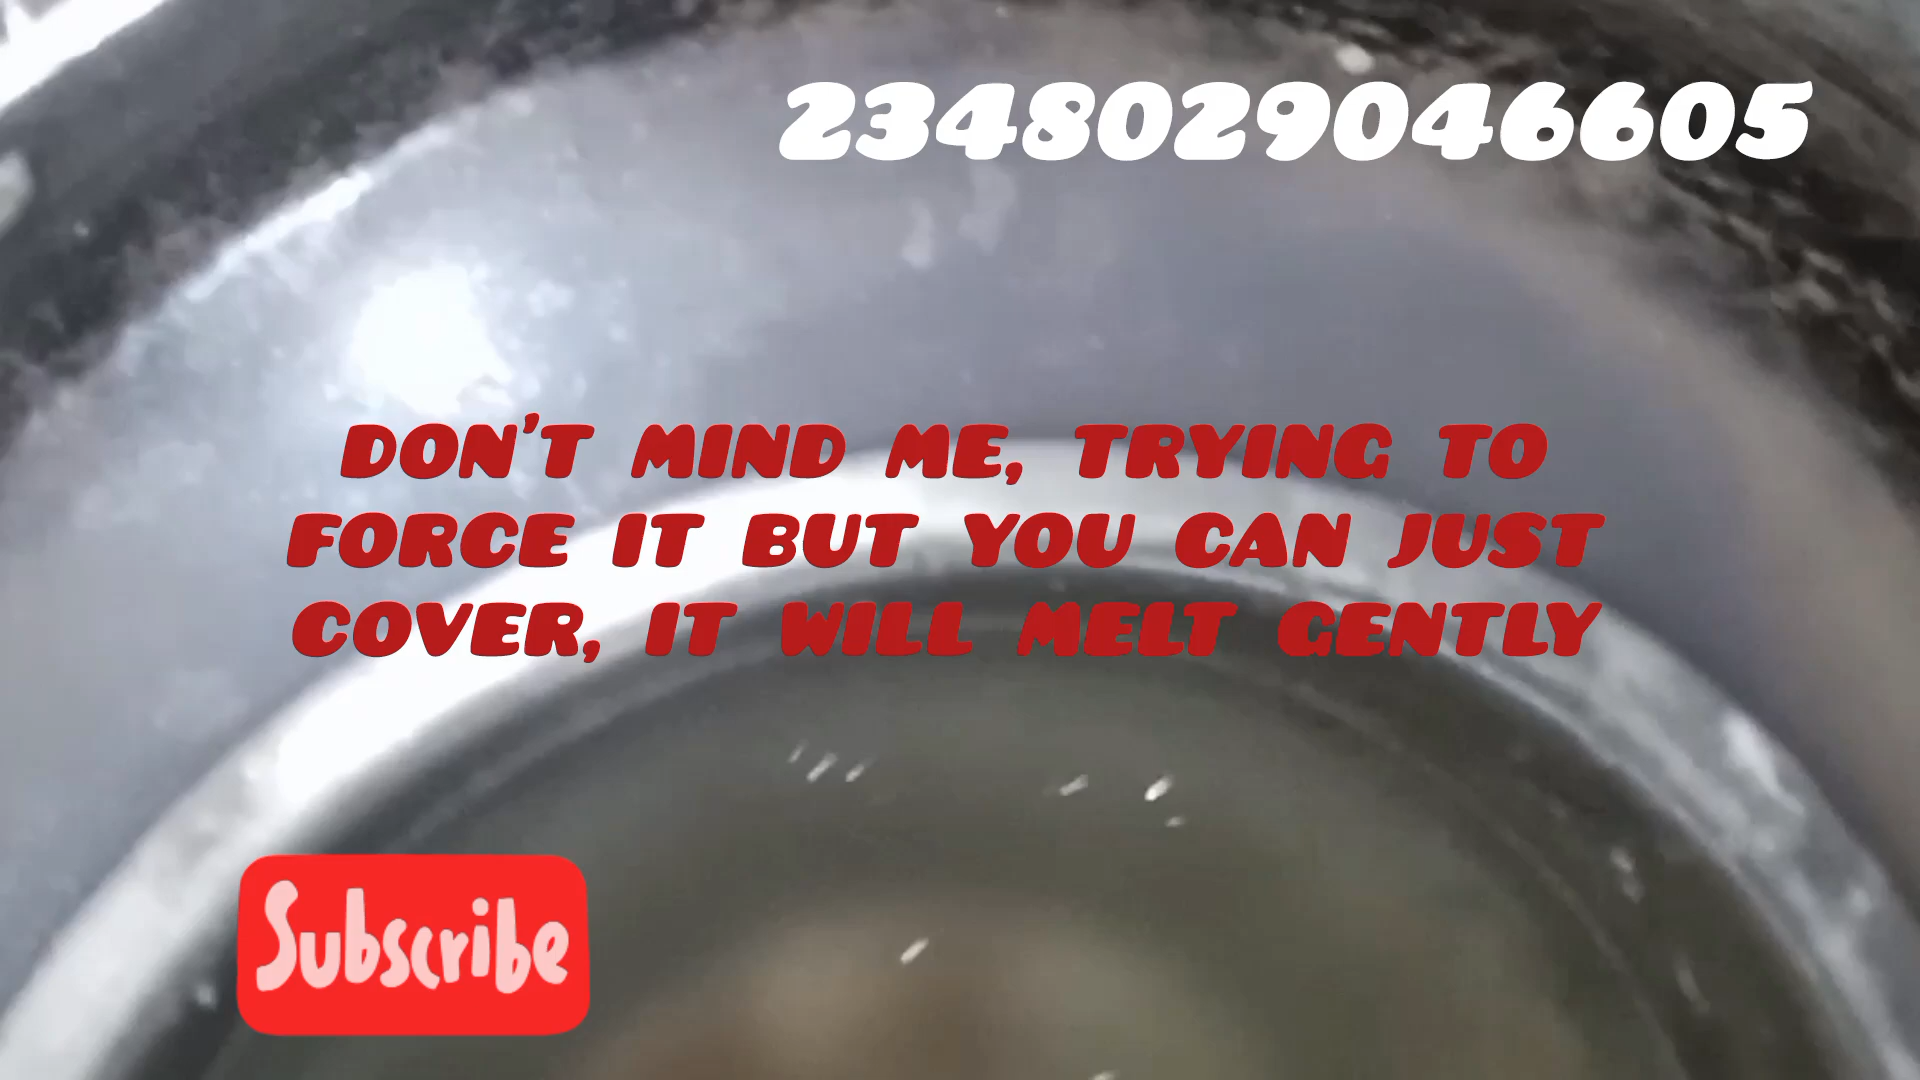 2348029046605
DON'T MIND ME, TRYING TO
FORCE IT BUT YOU CAN JUST
COVER, IT WILL MELT GENTLY
Subscribe